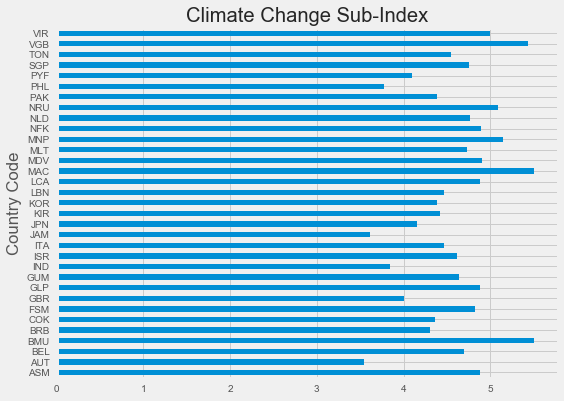 Climate Change Sub-Index
Country Code
VIR
VGB
TON
SGP
PYF
PHL
PAK
NRU
NLD
NFK
MNP
MLT
MDV
MAC
LCA
LBN
KOR
KIR
JPN
JAM
ITA
ISR
IND
GUM
GLP
GBR
FSM
COK
BRB
BMU
BEL
AUT
ASM
0 1 2 3 4 5